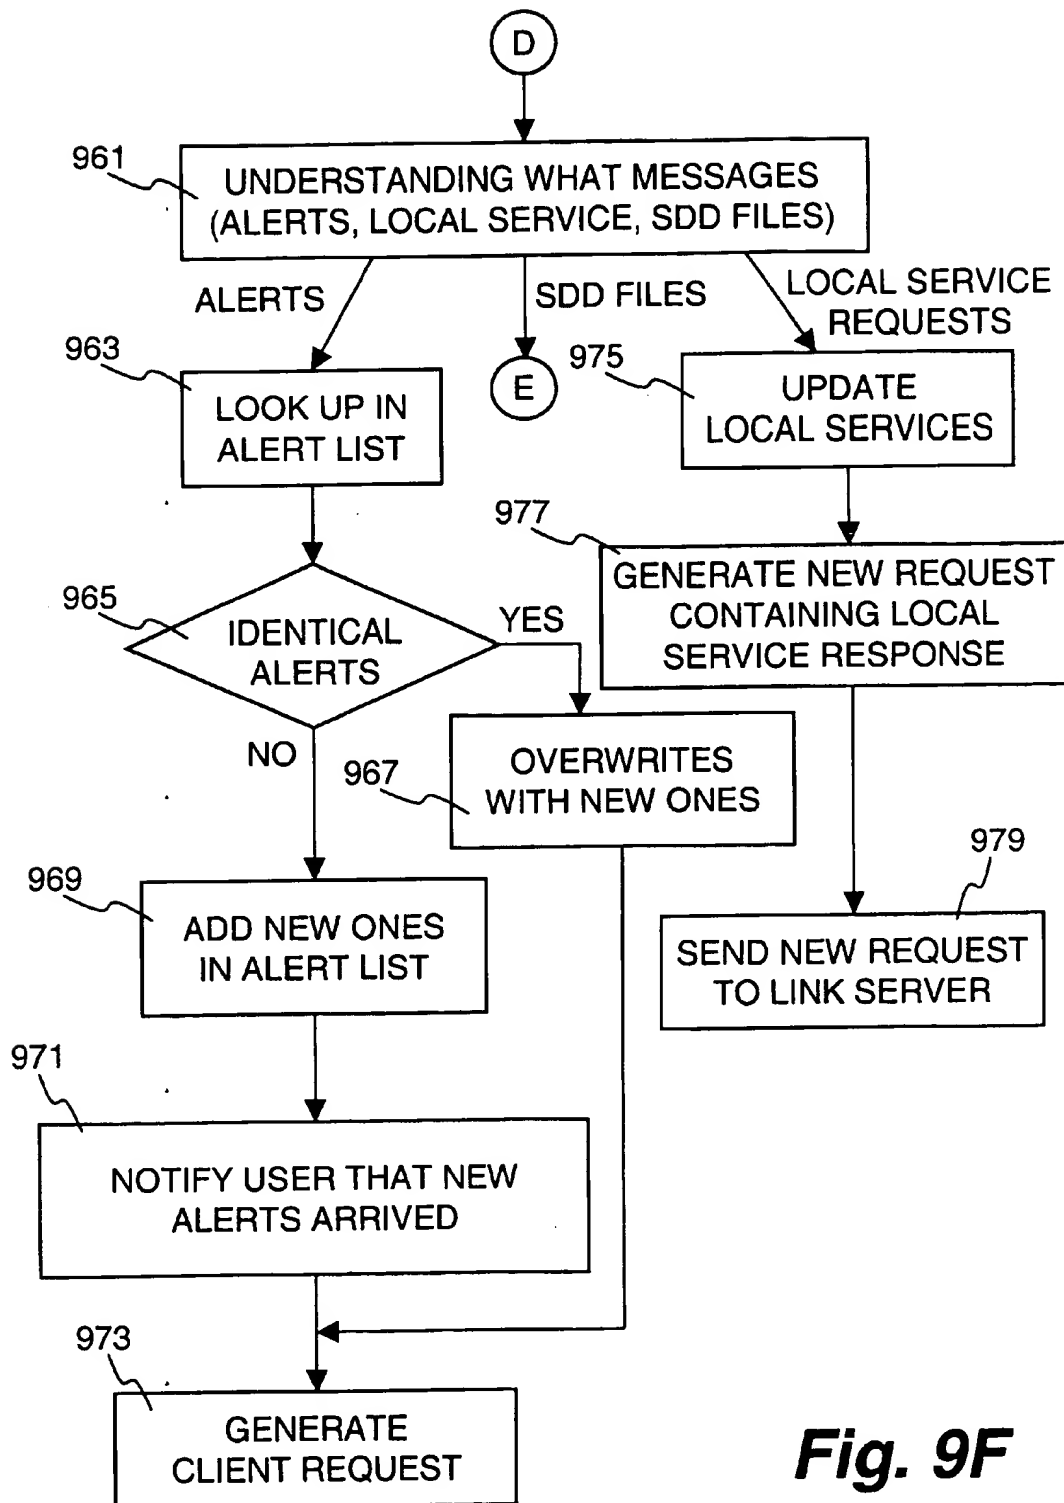 D
961
UNDERSTANDING WHAT MESSAGES
(ALERTS, LOCAL SERVICE, SDD FILES)
ALERTS
SDD FILES
LOCAL SERVICE
REQUESTS
963
LOOK UP IN
ALERT LIST
E
975
UPDATE
LOCAL SERVICES
977
GENERATE NEW REQUEST
CONTAINING LOCAL
SERVICE RESPONSE
965
IDENTICAL
ALERTS
YES
NO
967
OVERWRITES
WITH NEW ONES
969
ADD NEW ONES
IN ALERT LIST
979
SEND NEW REQUEST
TO LINK SERVER
971
NOTIFY USER THAT NEW
ALERTS ARRIVED
973
GENERATE
CLIENT REQUEST
Fig. 9F